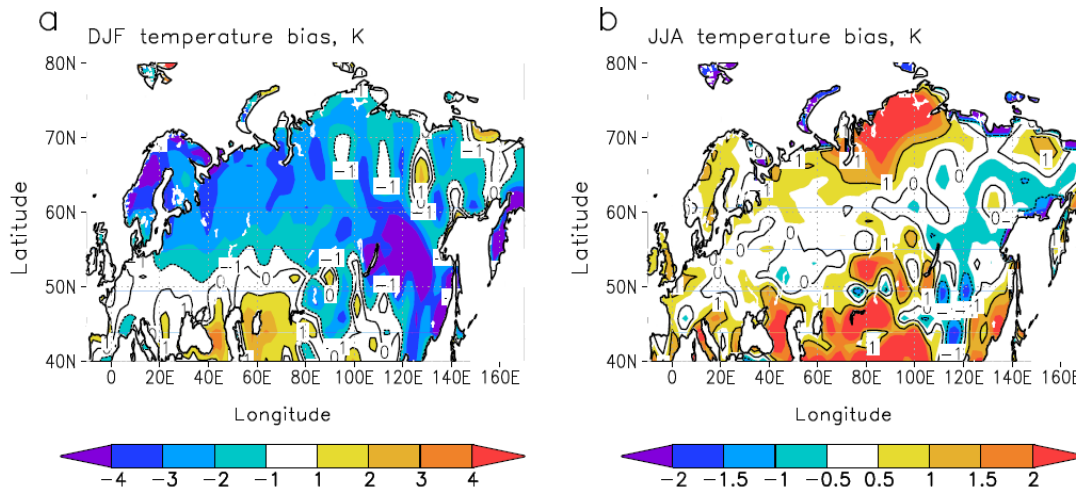 a
DJF temperature bias, K
80N
70N
60N
50N
40N
Latitude
0 20E 40E 60E 80E 100E 120E 140E 160E
Longitude
−4 −3 −2 −1 1 2 3 4
b
JJA temperature bias, K
80N
70N
60N
50N
40N
Latitude
0 20E 40E 60E 80E 100E 120E 140E 160
Longitude
−2 −1.5 −1 −0.5 0.5 1 1.5 2